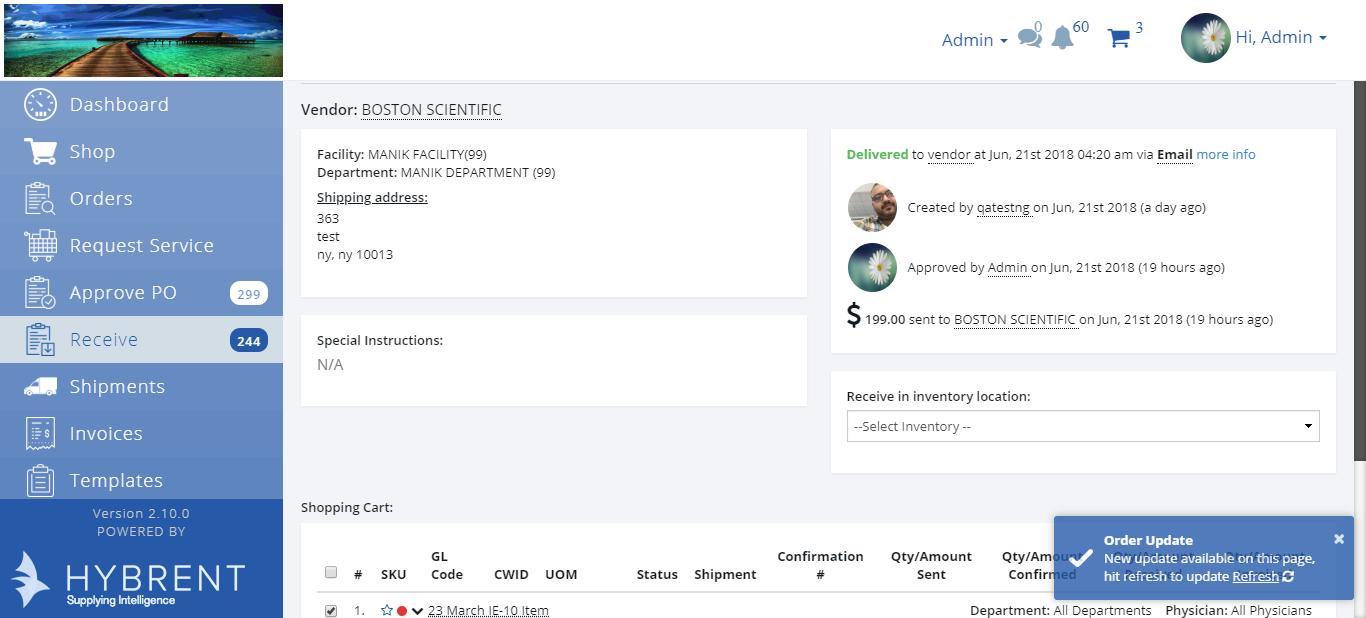 Admin
0
60
3
Hi, Admin
Dashboard
Shop
Orders
Request Service
Approve PO 299
Receive 244
Shipments
Invoices
Templates
Version 2.10.0
POWERED BY
HYBRENT
Supplying Intelligence
Vendor: BOSTON SCIENTIFIC
Facility: MANIK FACILITY(99)
Department: MANIK DEPARTMENT (99)
Shipping address:
363
test
ny, ny 10013
Special Instructions:
N/A
Delivered to vendor at Jun, 21st 2018 04:20 am via Email more info
Created by qatestng on Jun, 21st 2018 (a day ago)
Approved by Admin on Jun, 21st 2018 (19 hours ago)
$ 199.00 sent to BOSTON SCIENTIFIC on Jun, 21st 2018 (19 hours ago)
Receive in inventory location:
--Select Inventory --
Shopping Cart:
# SKU GL Code CWID UOM Status Shipment Confirmation # Qty/Amount Sent Qty/Amount Confirmed
1. 23 March IE-10 Item Department: All Departments Physician: All Physicians
Order Update
New update available on this page,
hit refresh to update Refresh